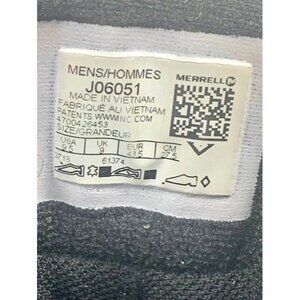 MENS/HOMMES
MERRELL
J06051
MADE IN VIETNAM
FABRIQUÉ AU VIETNAM
PATENTS WWW.NC.COM
4700426453
SIZE/GRANDEUR
USA UK EUR CM
9.5 9 43.5 27.5
61374